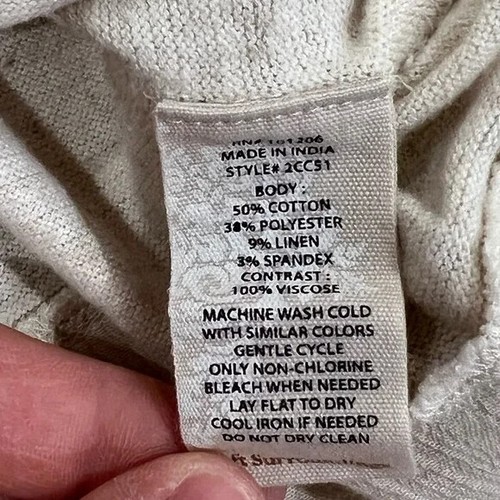 RN# 101206
MADE IN INDIA
STYLE# 2CC51
BODY :
50% COTTON
38% POLYESTER
9% LINEN
3% SPANDEX
CONTRAST :
100% VISCOSE
MACHINE WASH COLD
WITH SIMILAR COLORS
GENTLE CYCLE
ONLY NON-CHLORINE
BLEACH WHEN NEEDED
LAY FLAT TO DRY
COOL IRON IF NEEDED
DO NOT DRY CLEAN